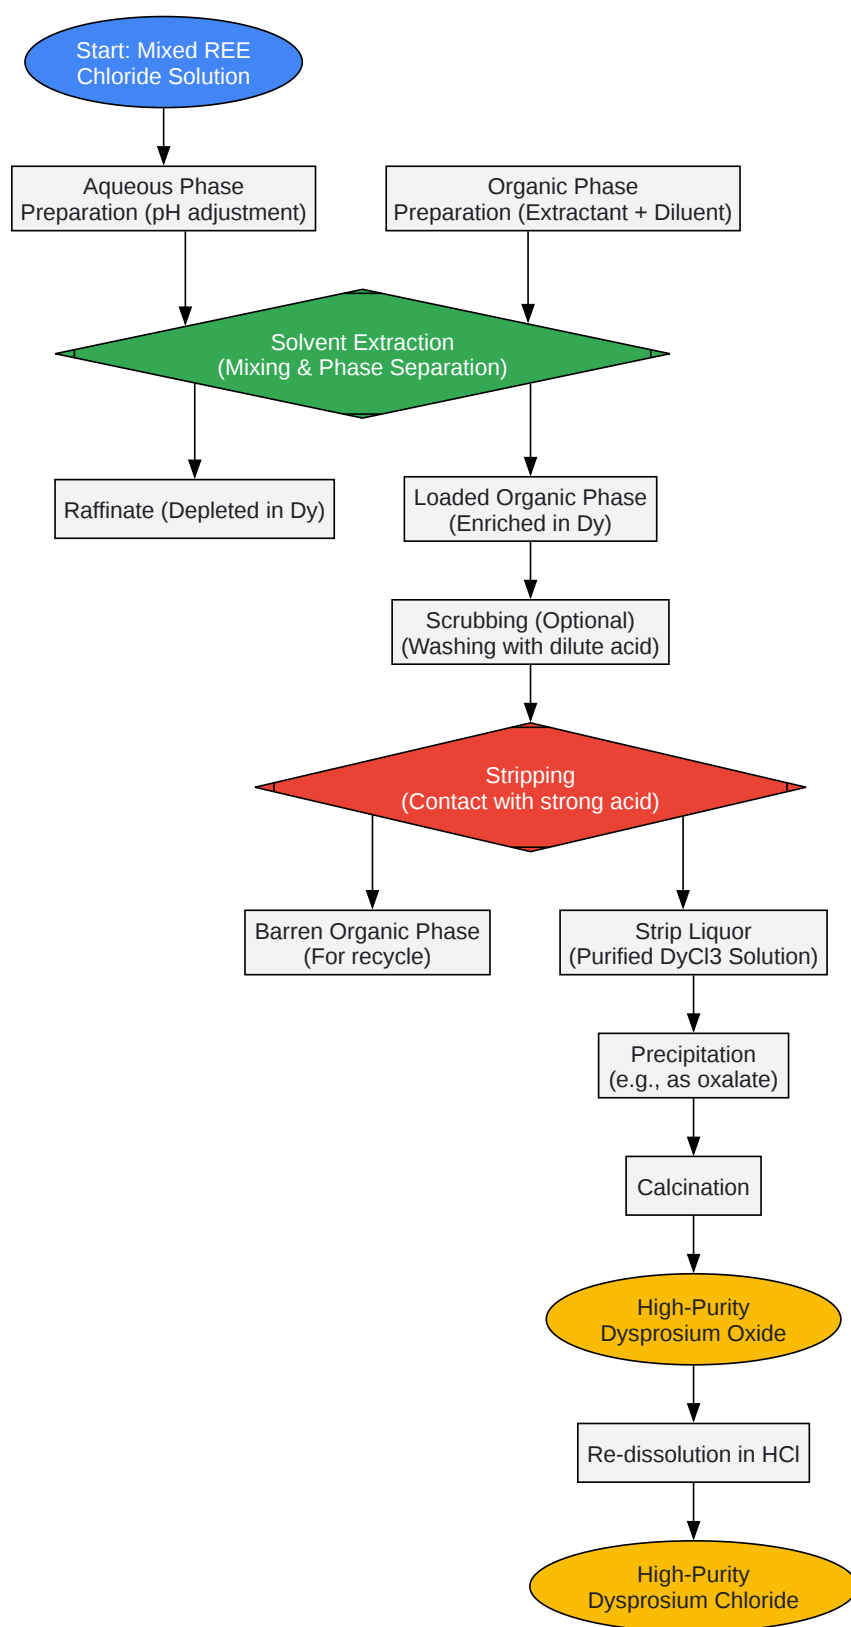 Start: Mixed REE
Chloride Solution
Aqueous Phase
Preparation (pH adjustment)
Organic Phase
Preparation (Extractant + Diluent)
Solvent Extraction
(Mixing & Phase Separation)
Raffinate (Depleted in Dy)
Loaded Organic Phase
(Enriched in Dy)
Scrubbing (Optional)
(Washing with dilute acid)
Stripping
(Contact with strong acid)
Barren Organic Phase
(For recycle)
Strip Liquor
(Purified DyCl3 Solution)
Precipitation
(e.g., as oxalate)
Calcination
High-Purity
Dysprosium Oxide
Re-dissolution in HCl
High-Purity
Dysprosium Chloride